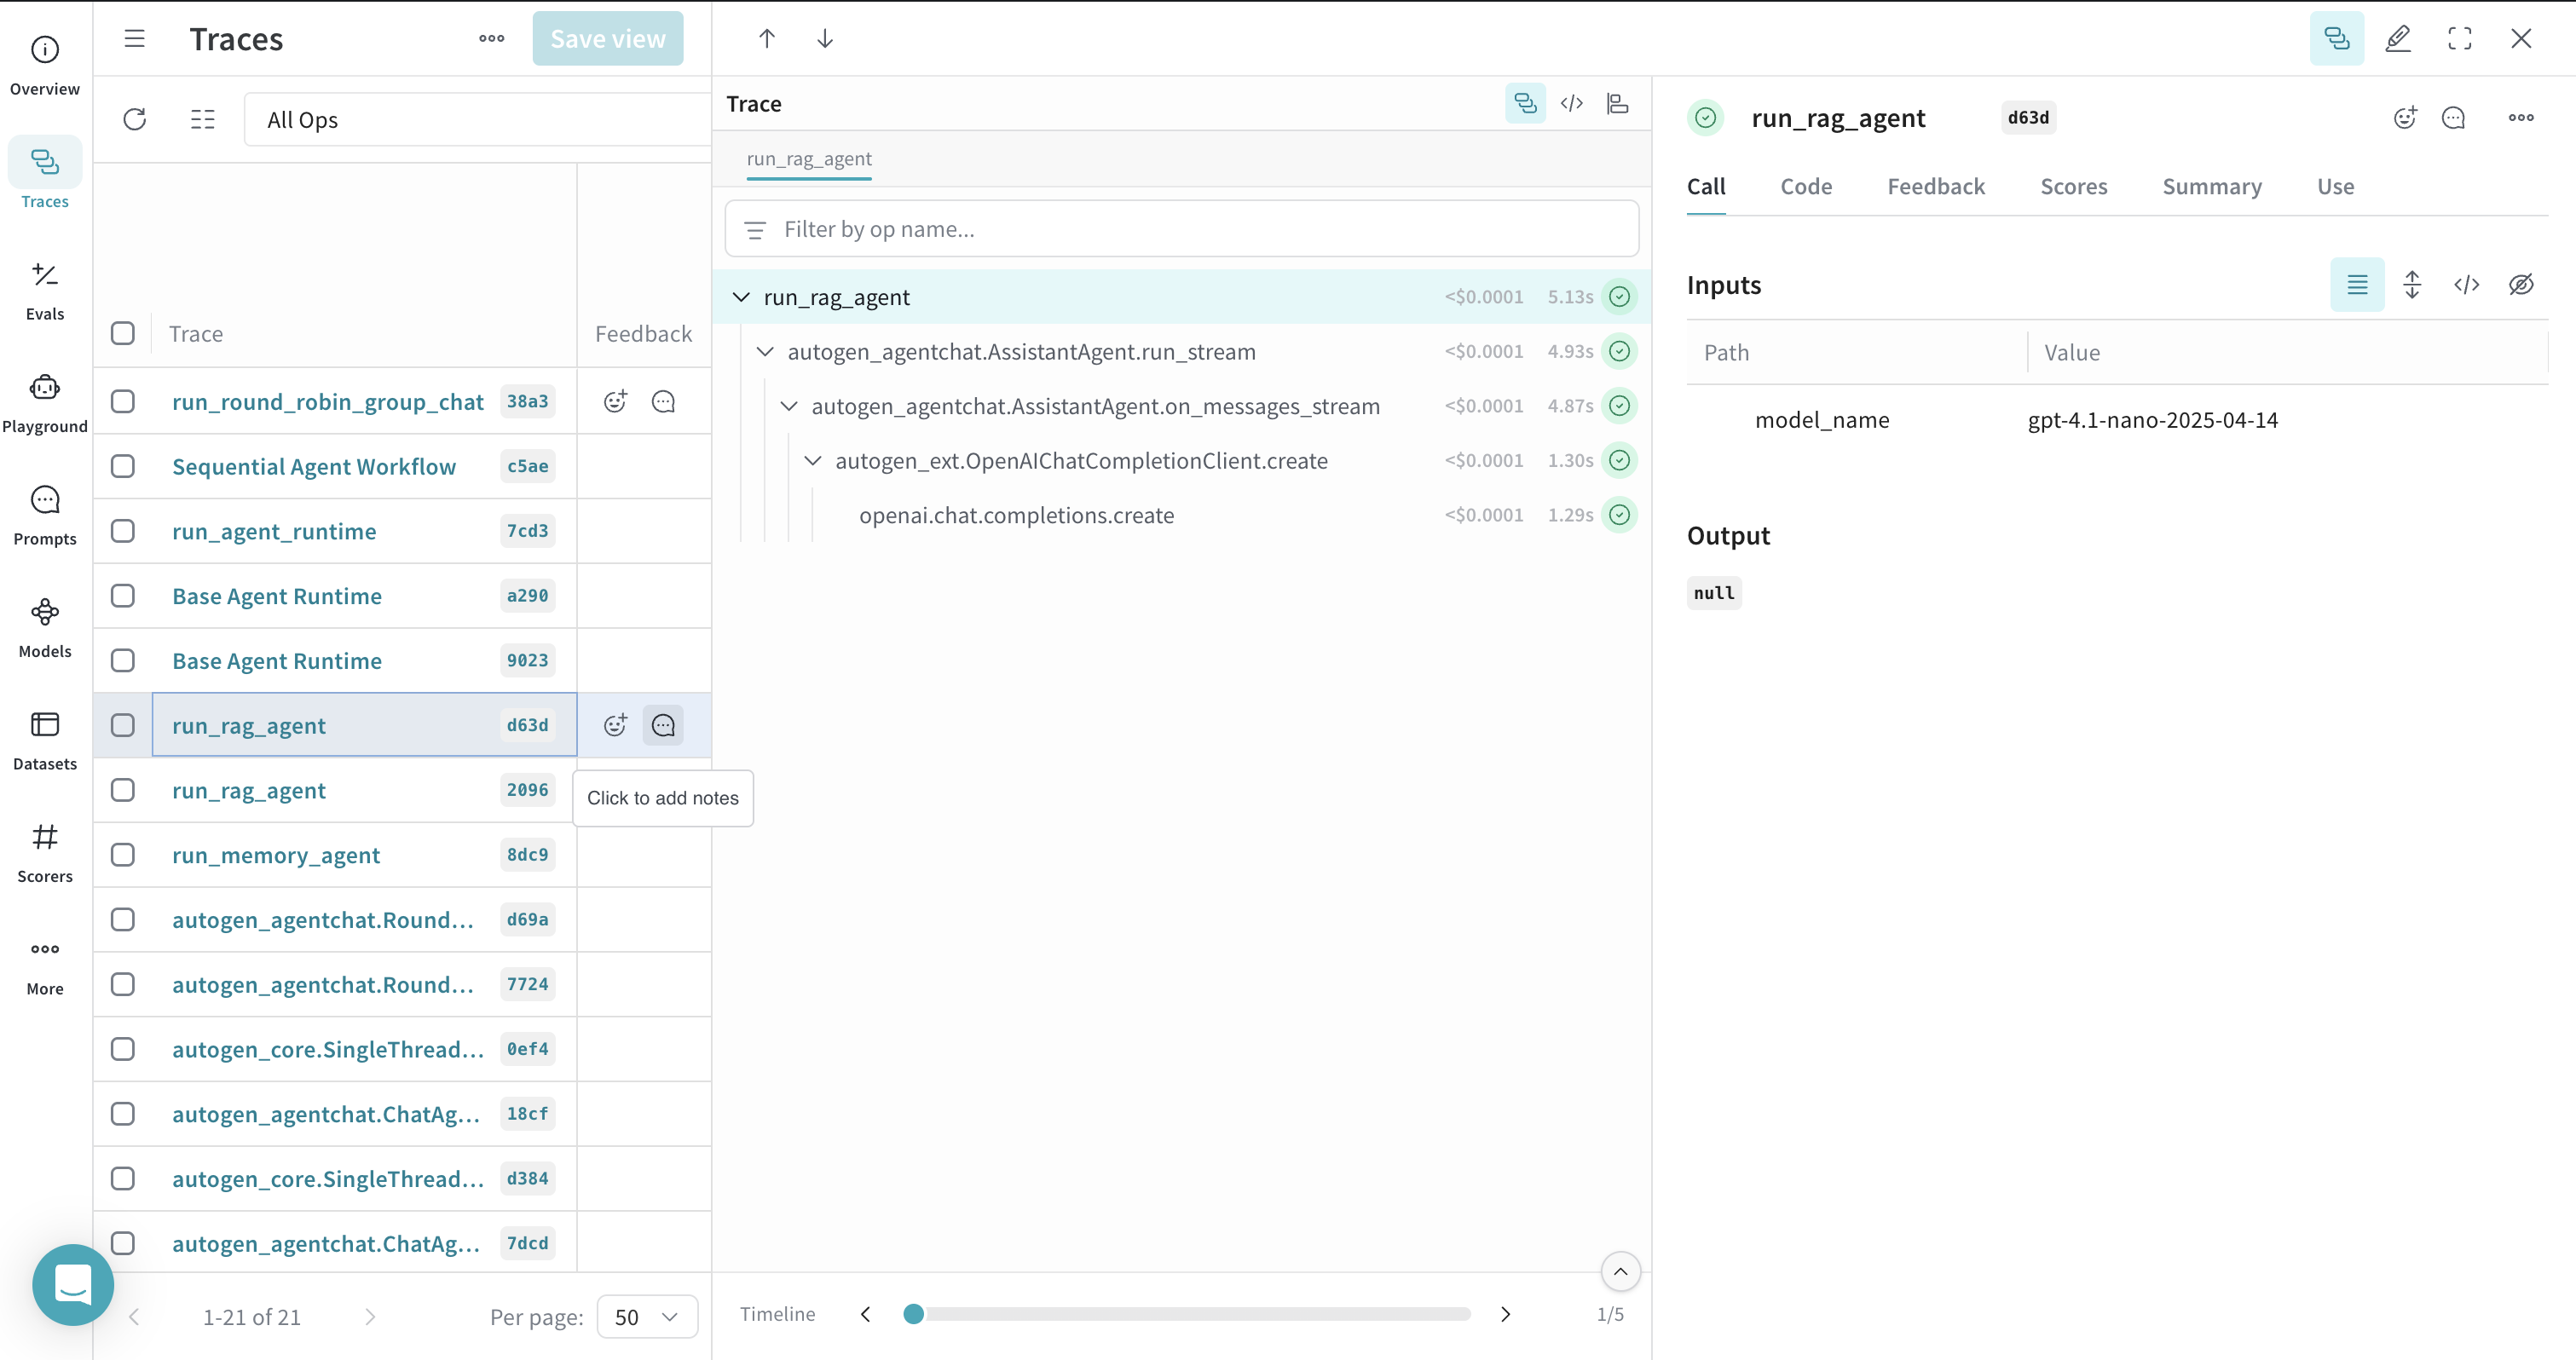 Overview
Traces
Evals
Playground
Prompts
Models
Datasets
Scorers
More
Traces
Save view
All Ops
Trace
Feedback
run_round_robin_group_chat 38a3
Sequential Agent Workflow c5ae
run_agent_runtime 7cd3
Base Agent Runtime a290
Base Agent Runtime 9023
run_rag_agent d63d
run_rag_agent 2096
Click to add notes
run_memory_agent 8dc9
autogen_agentchat.Round... d69a
autogen_agentchat.Round... 7724
autogen_core.SingleThread... 0ef4
autogen_agentchat.ChatAg... 18cf
autogen_core.SingleThread... d384
autogen_agentchat.ChatAg... 7dcd
1-21 of 21
Per page: 50
Trace
run_rag_agent
Filter by op name...
run_rag_agent <$0.0001 5.13s
autogen_agentchat.AssistantAgent.run_stream <$0.0001 4.93s
autogen_agentchat.AssistantAgent.on_messages_stream <$0.0001 4.87s
autogen_ext.OpenAIChatCompletionClient.create <$0.0001 1.30s
openai.chat.completions.create <$0.0001 1.29s
Timeline
1/5
run_rag_agent d63d
Call Code Feedback Scores Summary Use
Inputs
Path Value
model_name gpt-4.1-nano-2025-04-14
Output
null